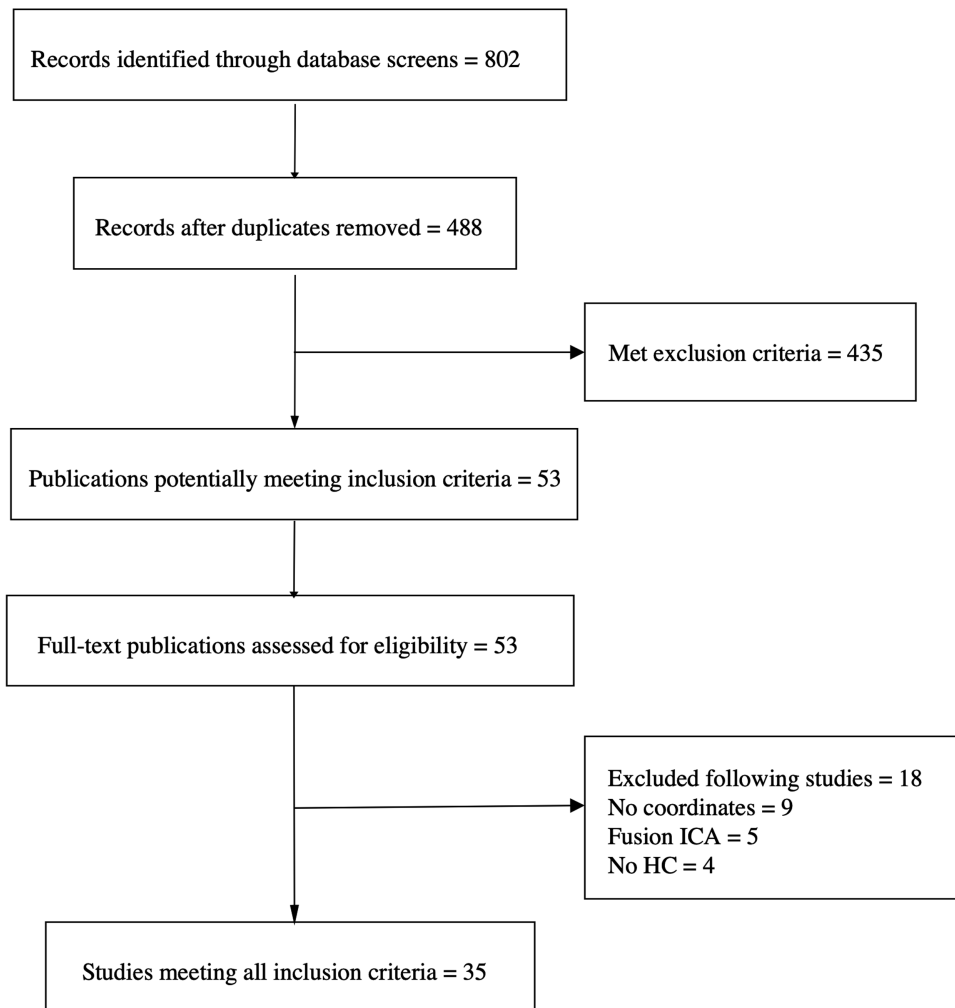 Records identified through database screens = 802
Records after duplicates removed = 488
Met exclusion criteria = 435
Publications potentially meeting inclusion criteria = 53
Full-text publications assessed for eligibility = 53
Excluded following studies = 18
No coordinates = 9
Fusion ICA = 5
No HC = 4
Studies meeting all inclusion criteria = 35